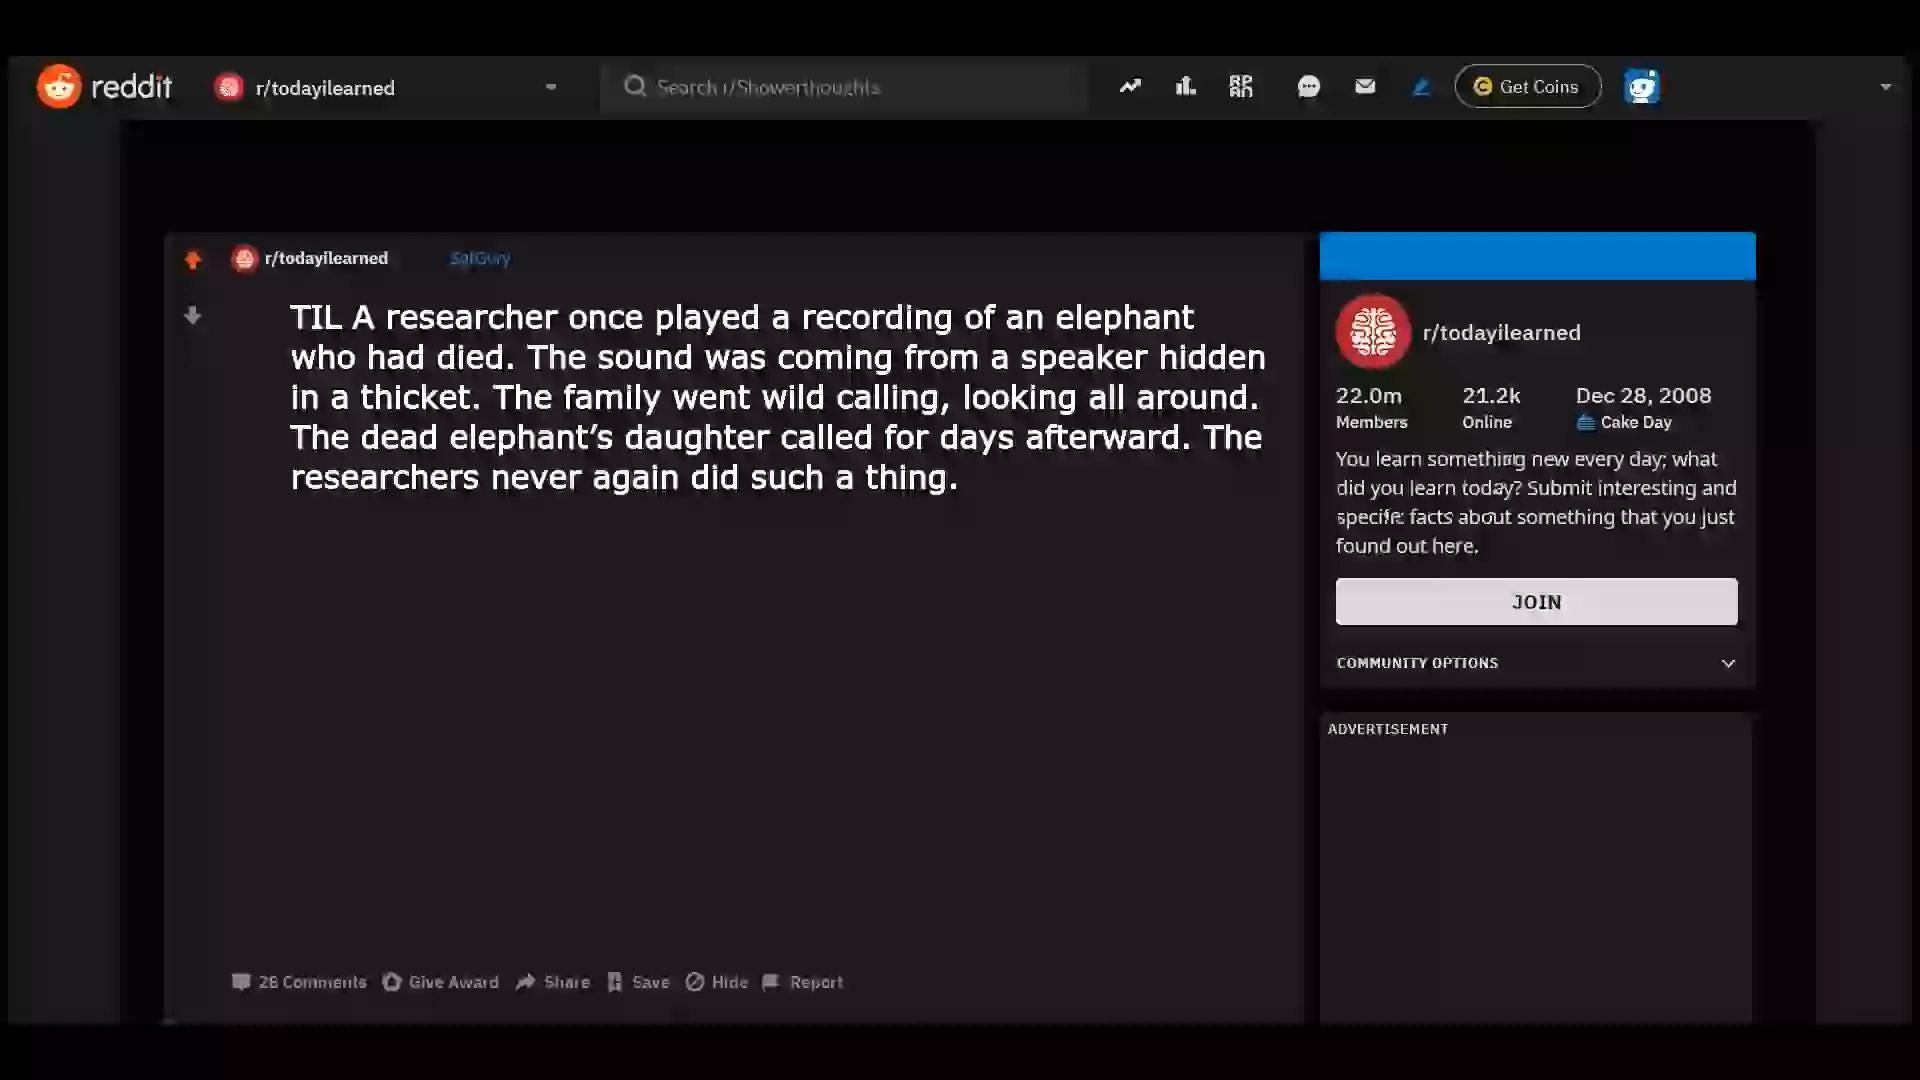 reddit r/todayilearned Search r/Showerthoughts Get Coins
r/todayilearned
TIL A researcher once played a recording of an elephant
who had died. The sound was coming from a speaker hidden
in a thicket. The family went wild calling, looking all around.
The dead elephant’s daughter called for days afterward. The
researchers never again did such a thing.
28 Comments Give Award Share Save Hide Report
r/todayilearned
22.0m 21.2k Dec 28, 2008
Members Online Cake Day
You learn something new every day; what
did you learn today? Submit interesting and
specific facts about something that you just
found out here.
JOIN
COMMUNITY OPTIONS
ADVERTISEMENT